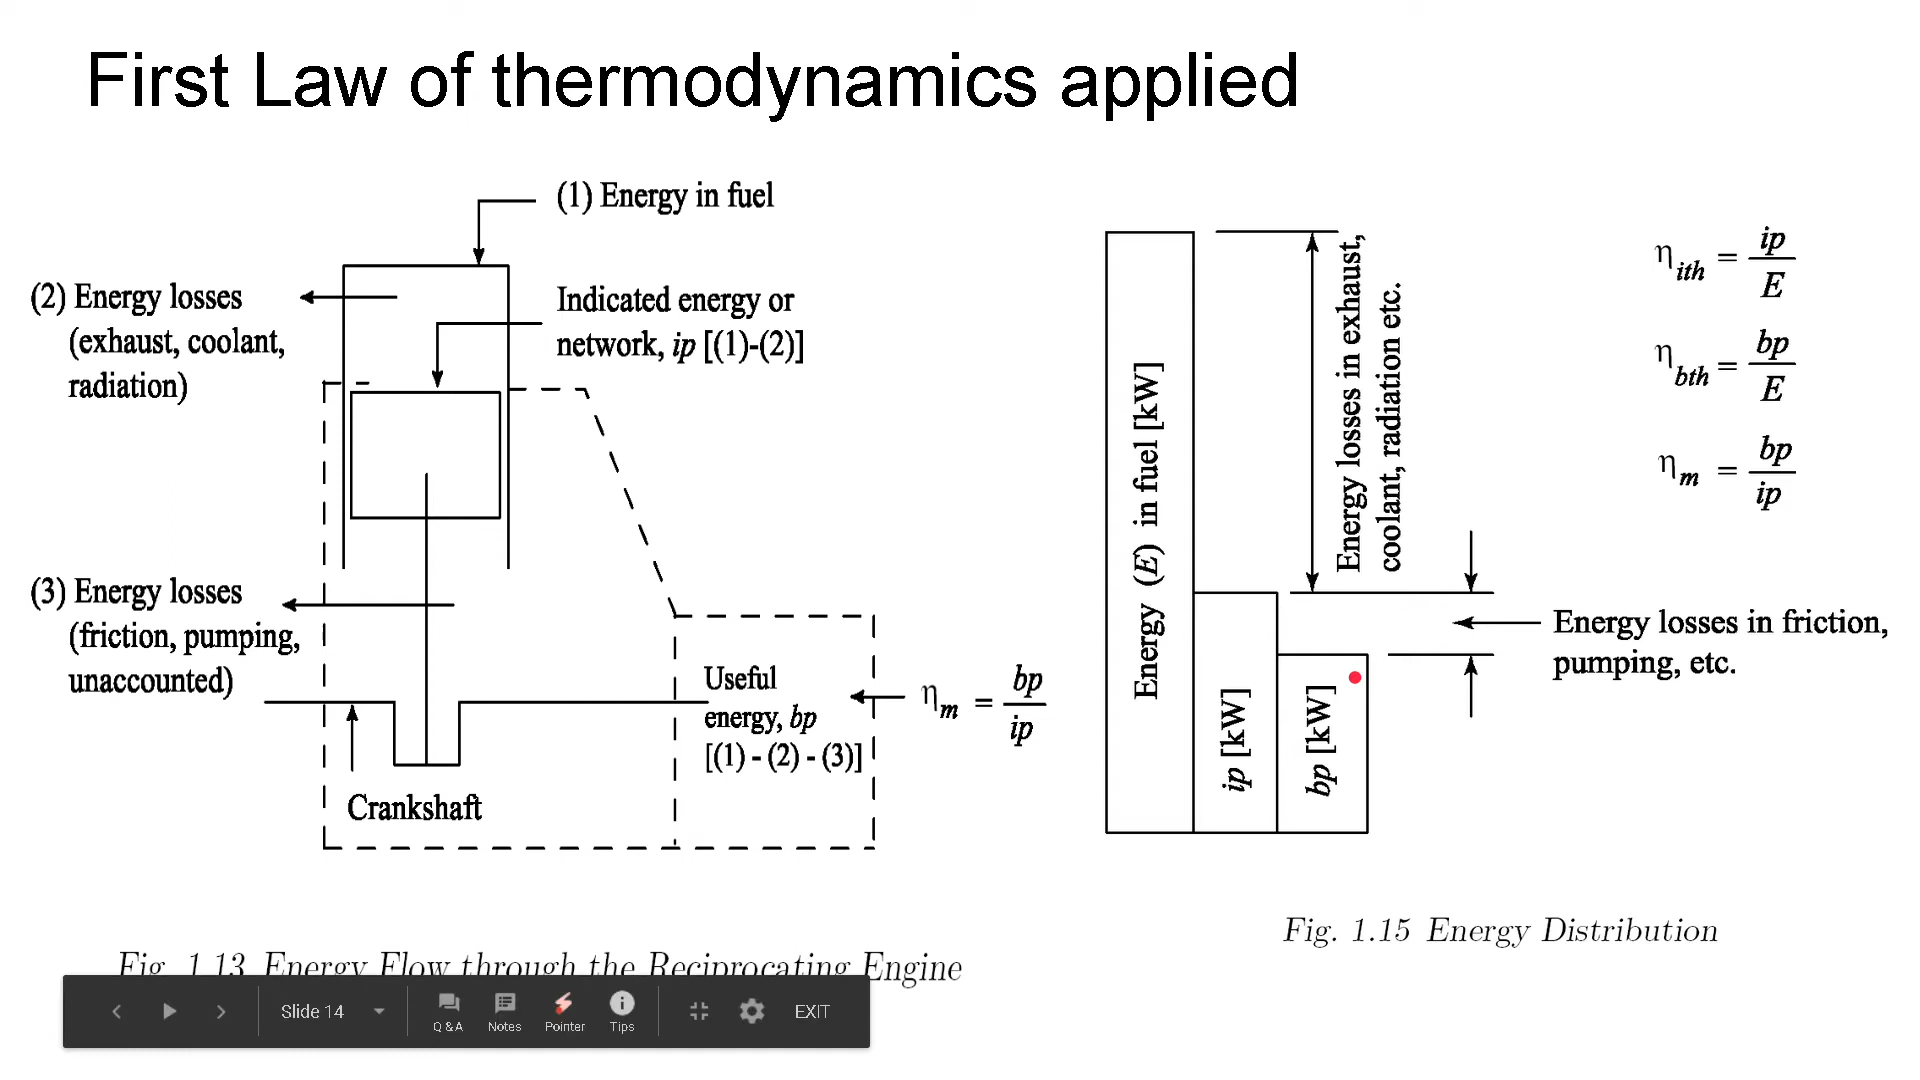 First Law of thermodynamics applied
(1) Energy in fuel
(2) Energy losses
(exhaust, coolant,
radiation)
Indicated energy or
network, ip [(1)-(2)]
(3) Energy losses
(friction, pumping,
unaccounted)
Useful
energy, bp
[(1) - (2) - (3)]
η_m = bp/ip
Crankshaft
Fig. 1.13 Energy Flow through the Reciprocating Engine
Energy (E) in fuel [kW]
ip [kW]
bp [kW]
Energy losses in exhaust,
coolant, radiation etc.
η_ith = ip/E
η_bth = bp/E
η_m = bp/ip
Energy losses in friction,
pumping, etc.
Fig. 1.15 Energy Distribution
Slide 14
Q & A
Notes
Pointer
Tips
EXIT